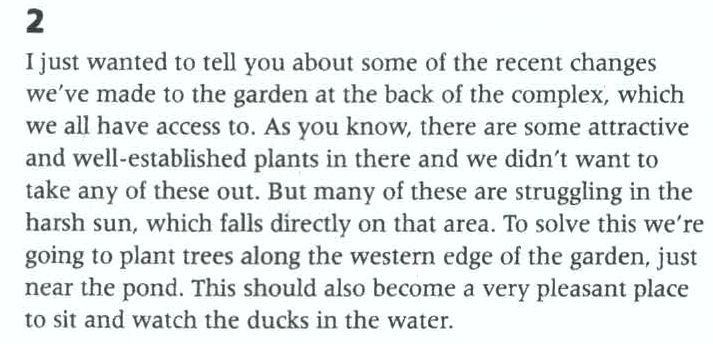 2
I just wanted to tell you about some of the recent changes
we've made to the garden at the back of the complex, which
we all have access to. As you know, there are some attractive
and well-established plants in there and we didn't want to
take any of these out. But many of these are struggling in the
harsh sun, which falls directly on that area. To solve this we're
going to plant trees along the western edge of the garden, just
near the pond. This should also become a very pleasant place
to sit and watch the ducks in the water.